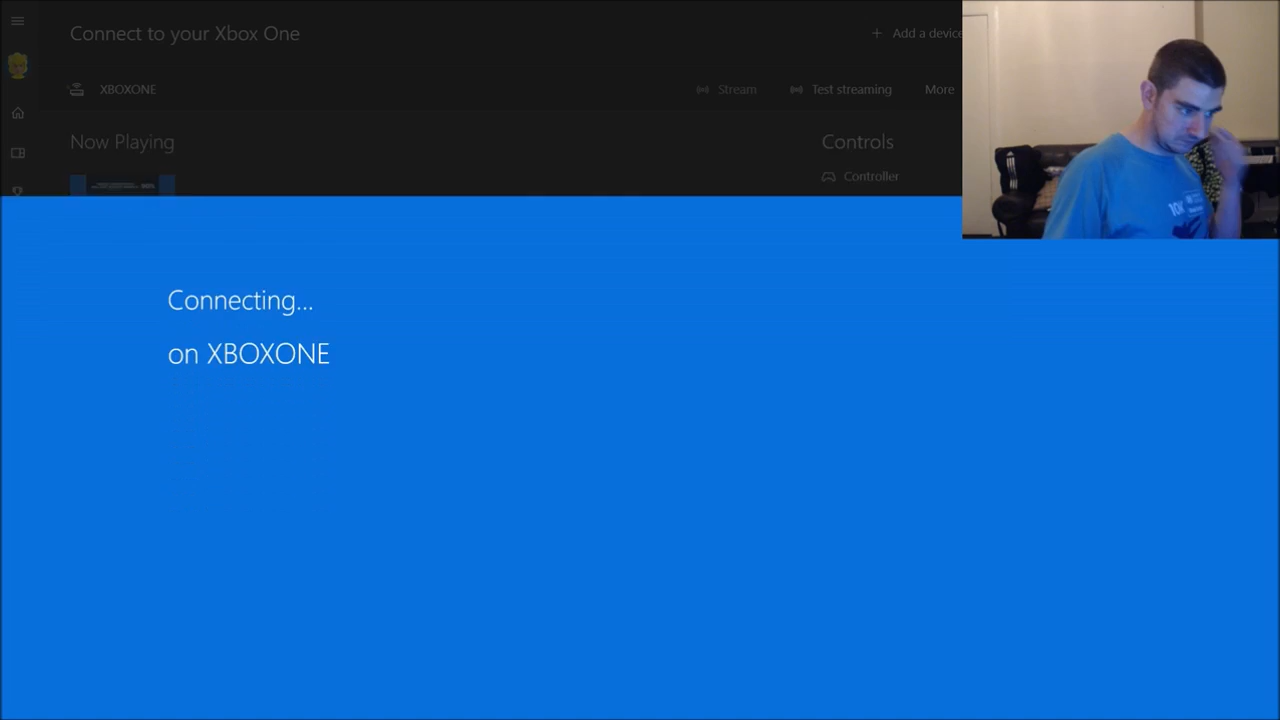 Connect to your Xbox One
+ Add a device
XBOXONE
Stream
Test streaming
More
Now Playing
Controls
Controller
Connecting...
on XBOXONE
10K